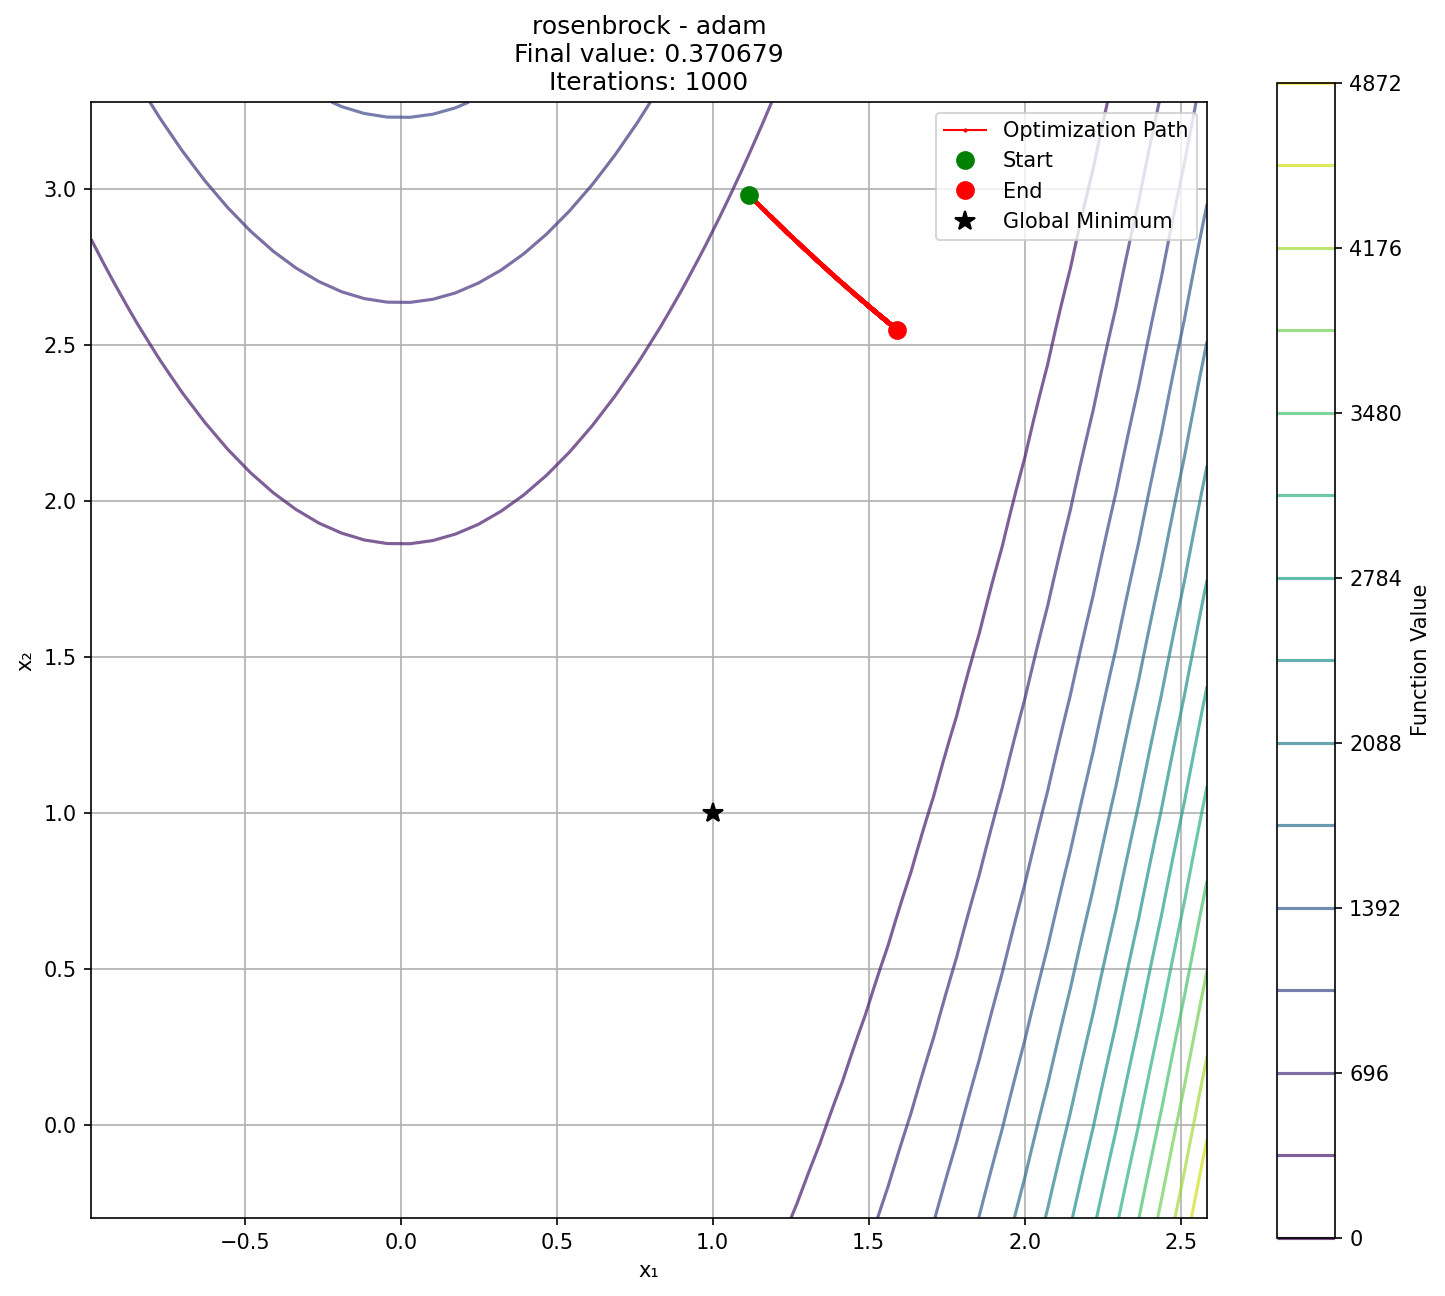 rosenbrock - adam
Final value: 0.370679
Iterations: 1000
Optimization Path
Start
End
Global Minimum
3.0
2.5
2.0
1.5
1.0
0.5
0.0
x₂
−0.5
0.0
0.5
1.0
1.5
2.0
2.5
x₁
4872
4176
3480
2784
2088
1392
696
0
Function Value